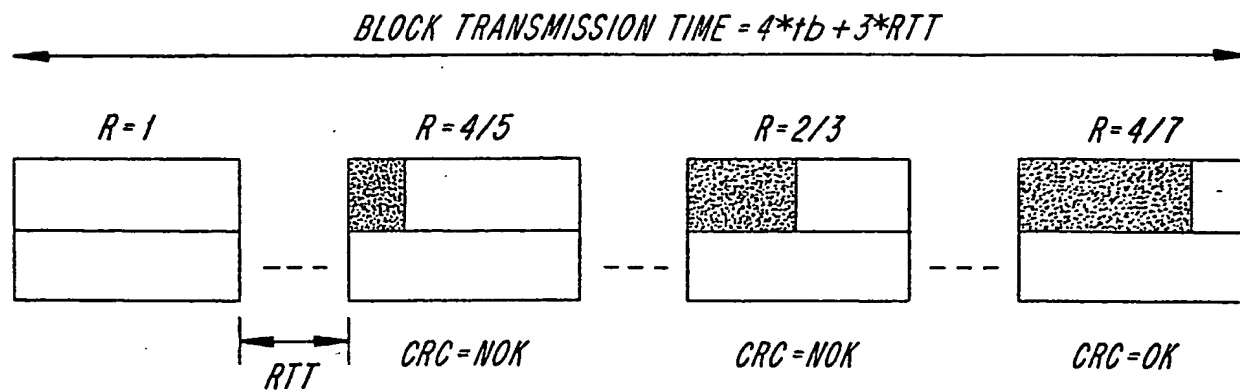 BLOCK TRANSMISSION TIME = 4*tb + 3*RTT
R = 1 R = 4/5 R = 2/3 R = 4/7
RTT CRC = NOK CRC = NOK CRC = OK